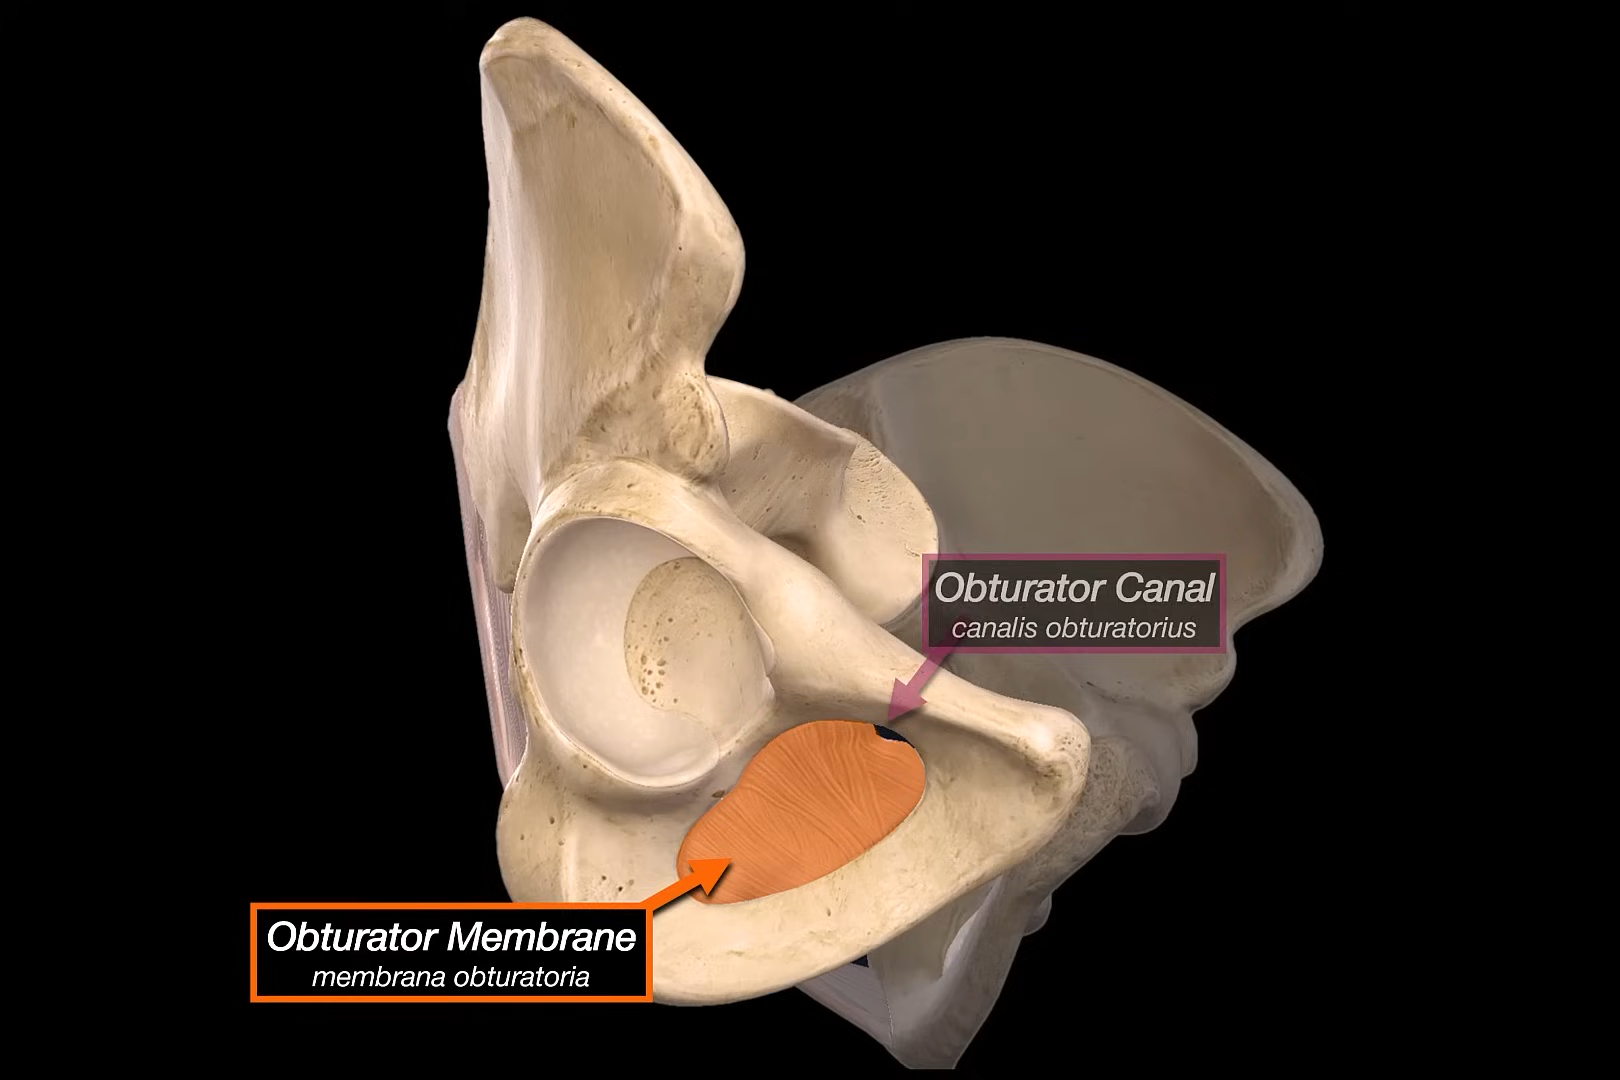 Obturator Canal
canalis obturatorius
Obturator Membrane
membrana obturatoria